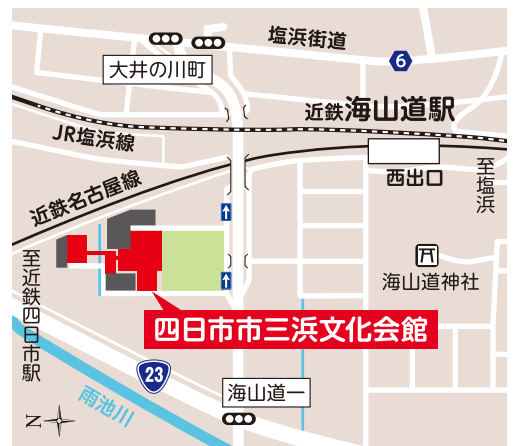 塩浜街道
6
大井の川町
近鉄 海山道駅
JR塩浜線
西出口
至塩浜
近鉄名古屋線
海山道神社
至近鉄四日市駅
四日市市三浜文化会館
23
雨池川
海山道一
N